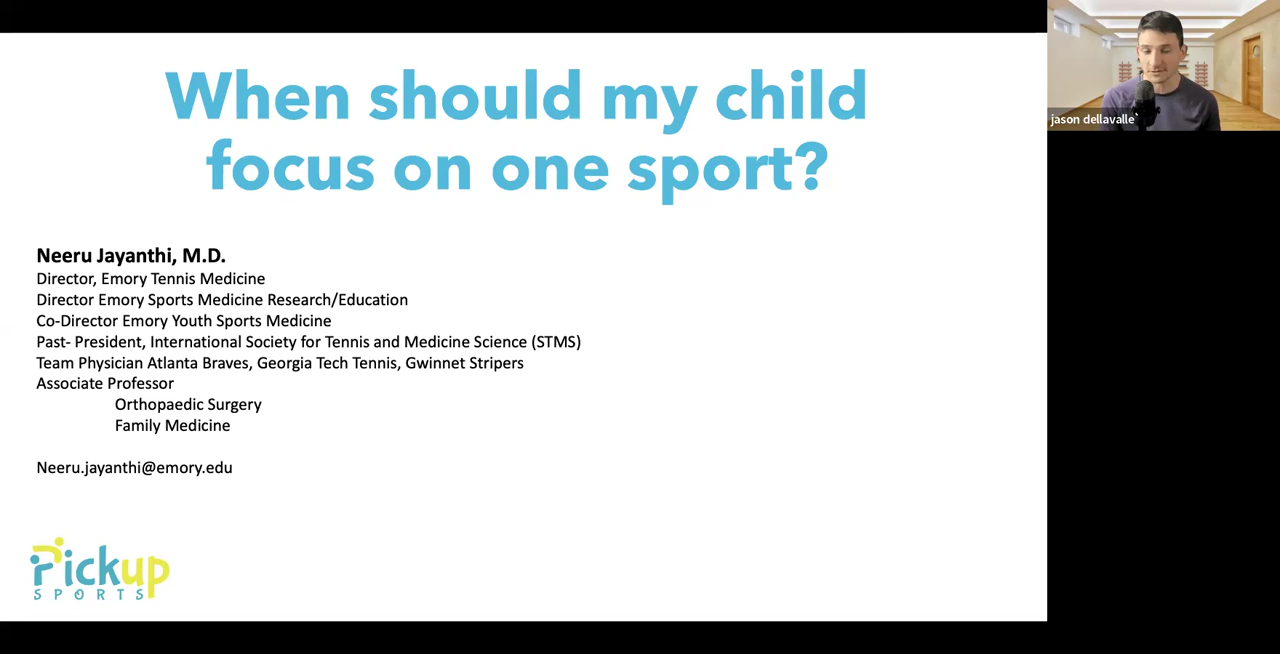 When should my child
focus on one sport?
Neeru Jayanthi, M.D.
Director, Emory Tennis Medicine
Director Emory Sports Medicine Research/Education
Co-Director Emory Youth Sports Medicine
Past- President, International Society for Tennis and Medicine Science (STMS)
Team Physician Atlanta Braves, Georgia Tech Tennis, Gwinnet Stripers
Associate Professor
Orthopaedic Surgery
Family Medicine
Neeru.jayanthi@emory.edu
Pickup
SPORTS
jason dellavalle`